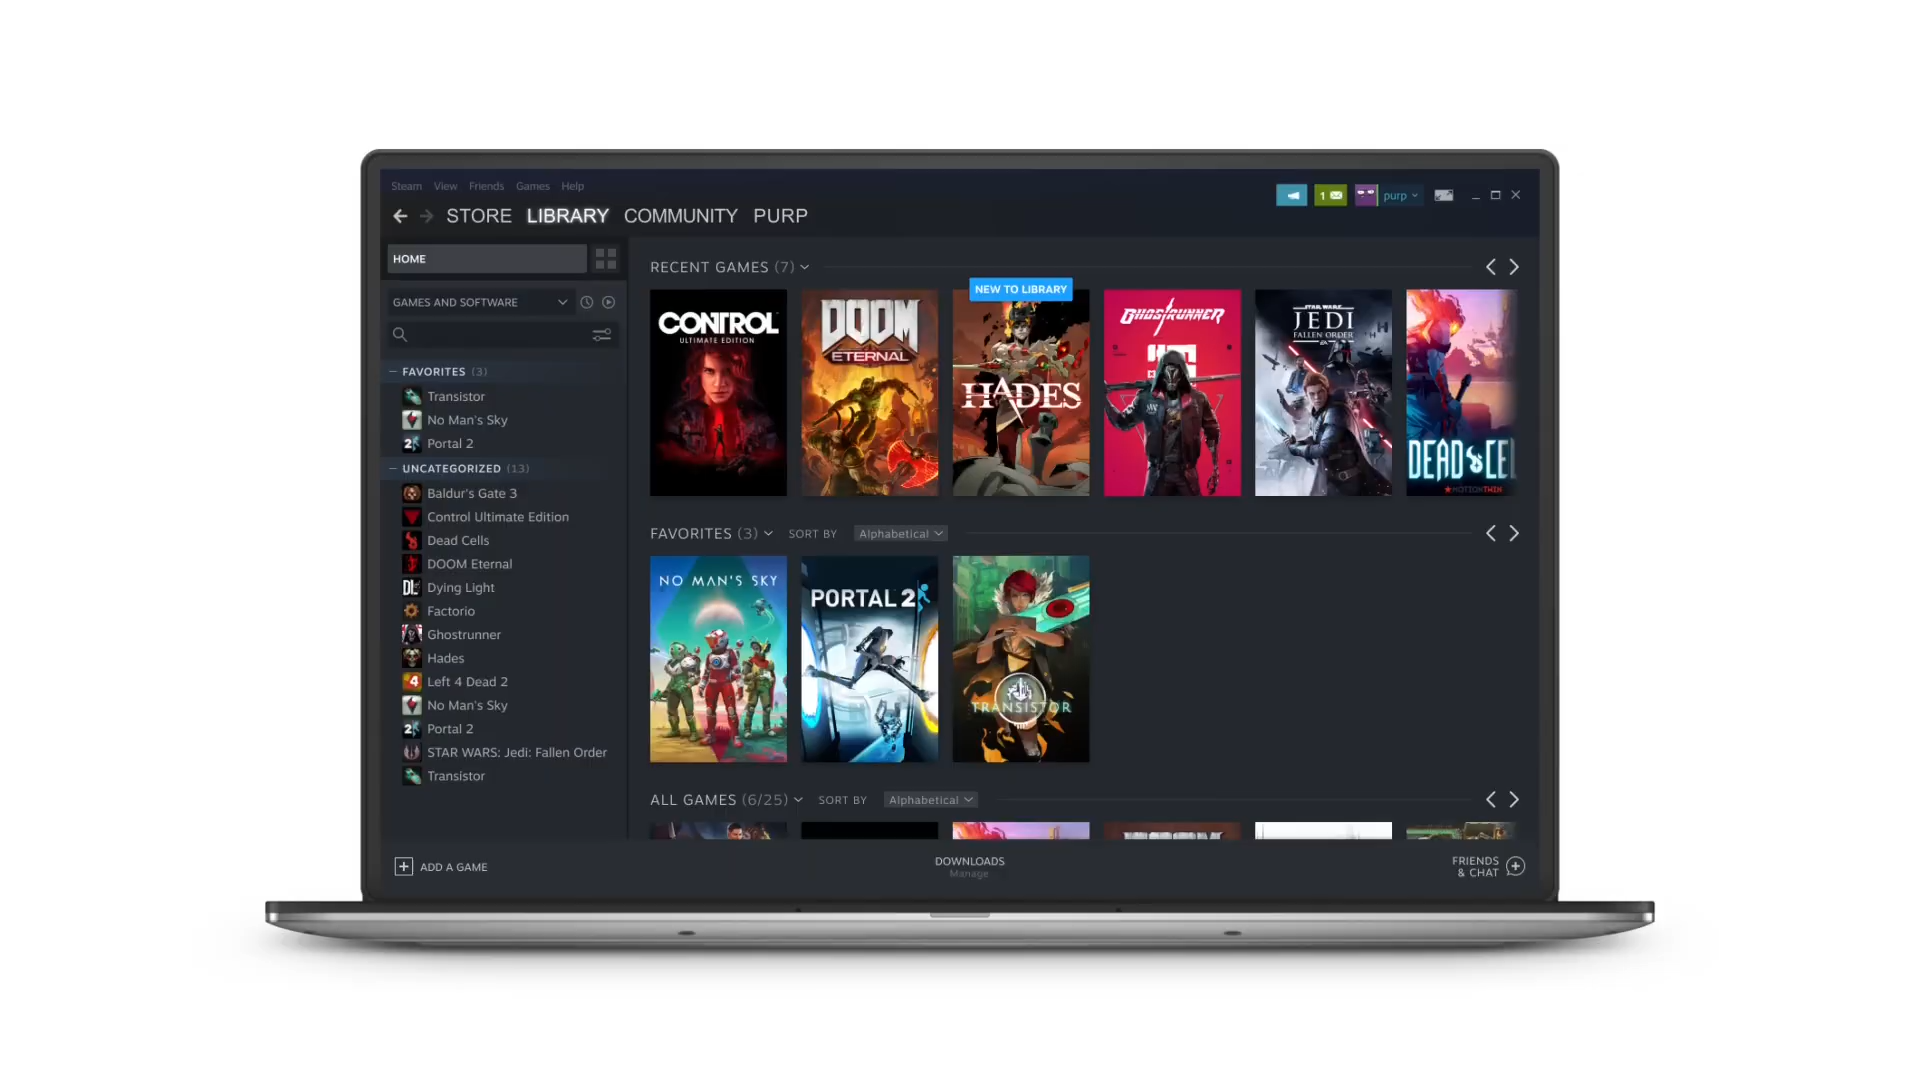 Steam View Friends Games Help
STORE LIBRARY COMMUNITY PURP
1
purp
HOME
GAMES AND SOFTWARE
FAVORITES (3)
Transistor
No Man's Sky
Portal 2
UNCATEGORIZED (13)
Baldur's Gate 3
Control Ultimate Edition
Dead Cells
DOOM Eternal
Dying Light
Factorio
Ghostrunner
Hades
Left 4 Dead 2
No Man's Sky
Portal 2
STAR WARS: Jedi: Fallen Order
Transistor
ADD A GAME
RECENT GAMES (7)
NEW TO LIBRARY
CONTROL
ULTIMATE EDITION
DOOM
ETERNAL
HADES
GHOSTRUNNER
STAR WARS
JEDI
FALLEN ORDER
DEAD CEL
MOTIONTWIN
FAVORITES (3) SORT BY Alphabetical
NO MAN'S SKY
PORTAL 2
TRANSISTOR
ALL GAMES (6/25) SORT BY Alphabetical
DOOM
DOWNLOADS
Manage
FRIENDS
& CHAT